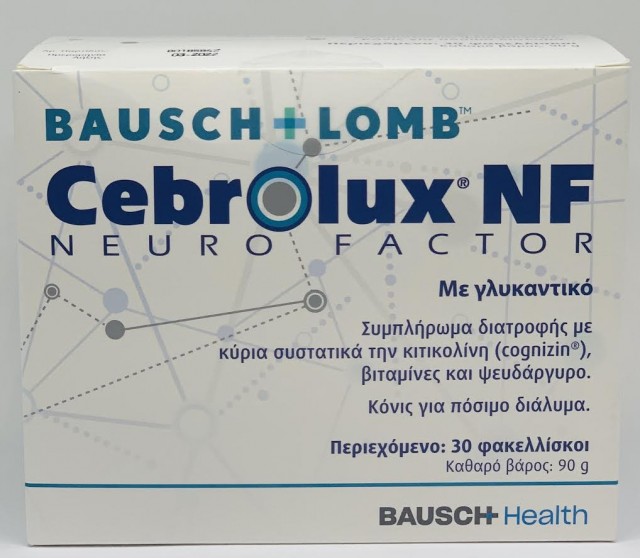 BAUSCH+LOMB™
Cebrolux® NF
NEURO FACTOR
Με γλυκαντικό
Συμπλήρωμα διατροφής με
κύρια συστατικά την κιτικολίνη (cognizin®),
βιταμίνες και ψευδάργυρο.
Κόνις για πόσιμο διάλυμα.
Περιεχόμενο: 30 φακελλίσκοι
Καθαρό βάρος: 90 g
BAUSCH+Health